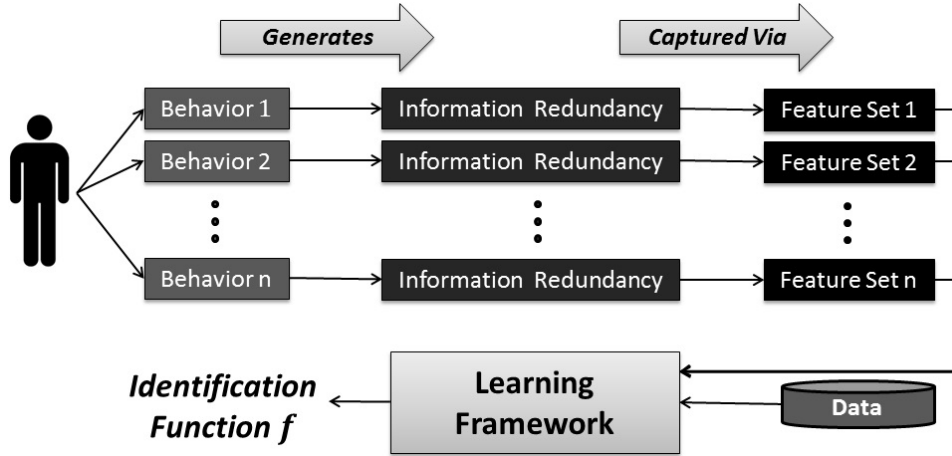 Generates
Captured Via
Behavior 1
Information Redundancy
Feature Set 1
Behavior 2
Information Redundancy
Feature Set 2
Behavior n
Information Redundancy
Feature Set n
Identification
Function f
Learning
Framework
Data